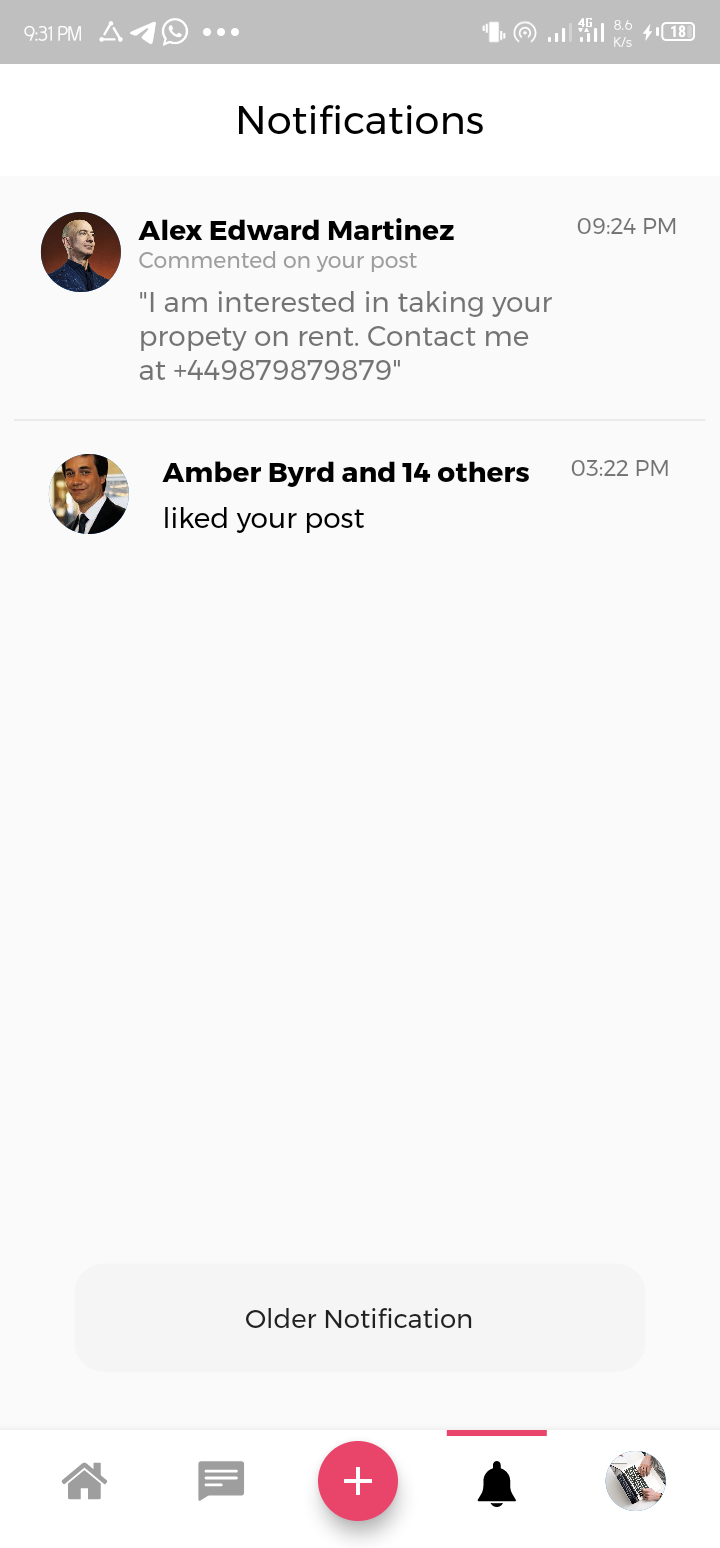 9:31 PM 4G 8.6 K/s 18
Notifications
Alex Edward Martinez 09:24 PM
Commented on your post
"I am interested in taking your
propety on rent. Contact me
at +449879879879"
Amber Byrd and 14 others 03:22 PM
liked your post
Older Notification